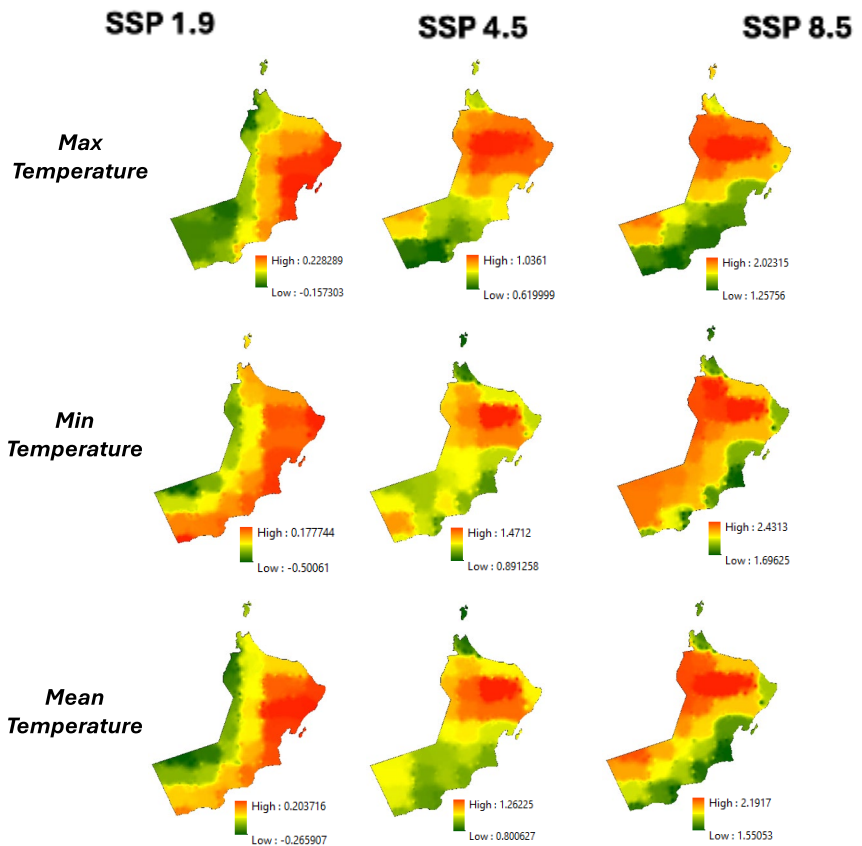 SSP 1.9
SSP 4.5
SSP 8.5
Max
Temperature
High : 0.228289
Low : -0.157303
High : 1.0361
Low : 0.619999
High : 2.02315
Low : 1.25756
Min
Temperature
High : 0.177744
Low : -0.50061
High : 1.4712
Low : 0.891258
High : 2.4313
Low : 1.69625
Mean
Temperature
High : 0.203716
Low : -0.265907
High : 1.26225
Low : 0.800627
High : 2.1917
Low : 1.55053